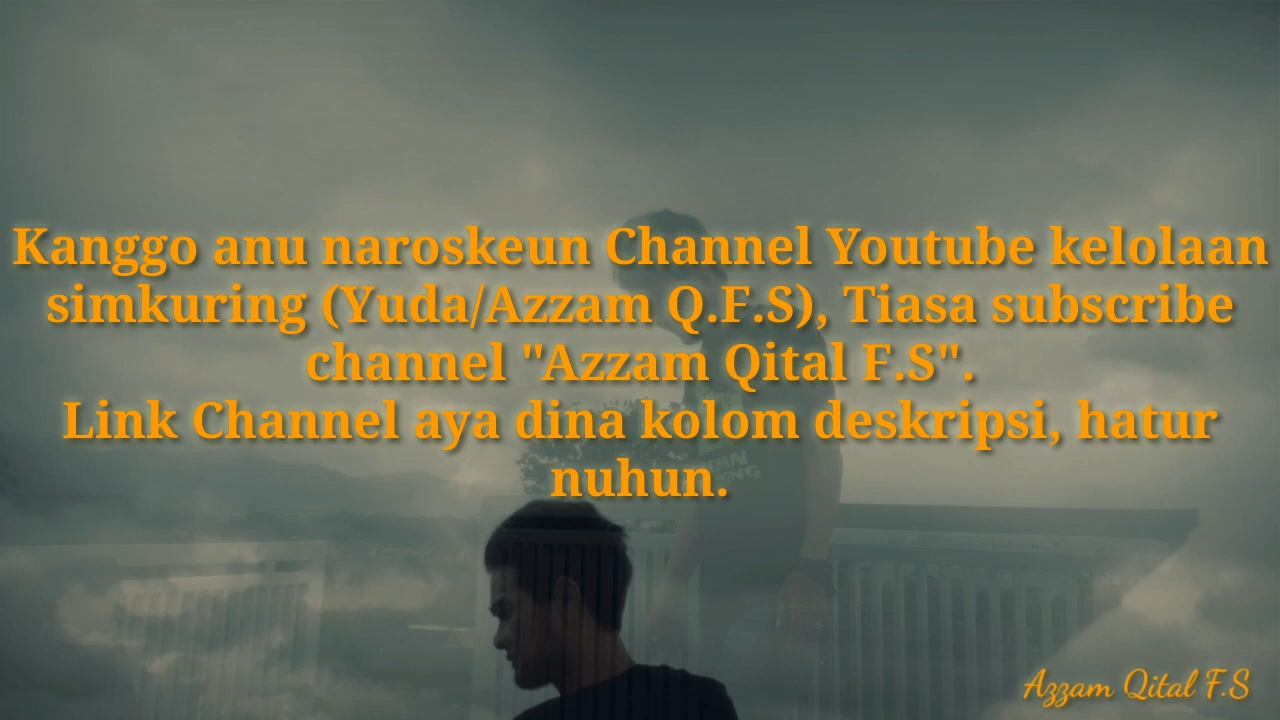 Kanggo anu naroskeun Channel Youtube kelolaan
simkuring (Yuda/Azzam Q.F.S), Tiasa subscribe
channel "Azzam Qital F.S".
Link Channel aya dina kolom deskripsi, hatur
nuhun.
Azzam Qital F.S